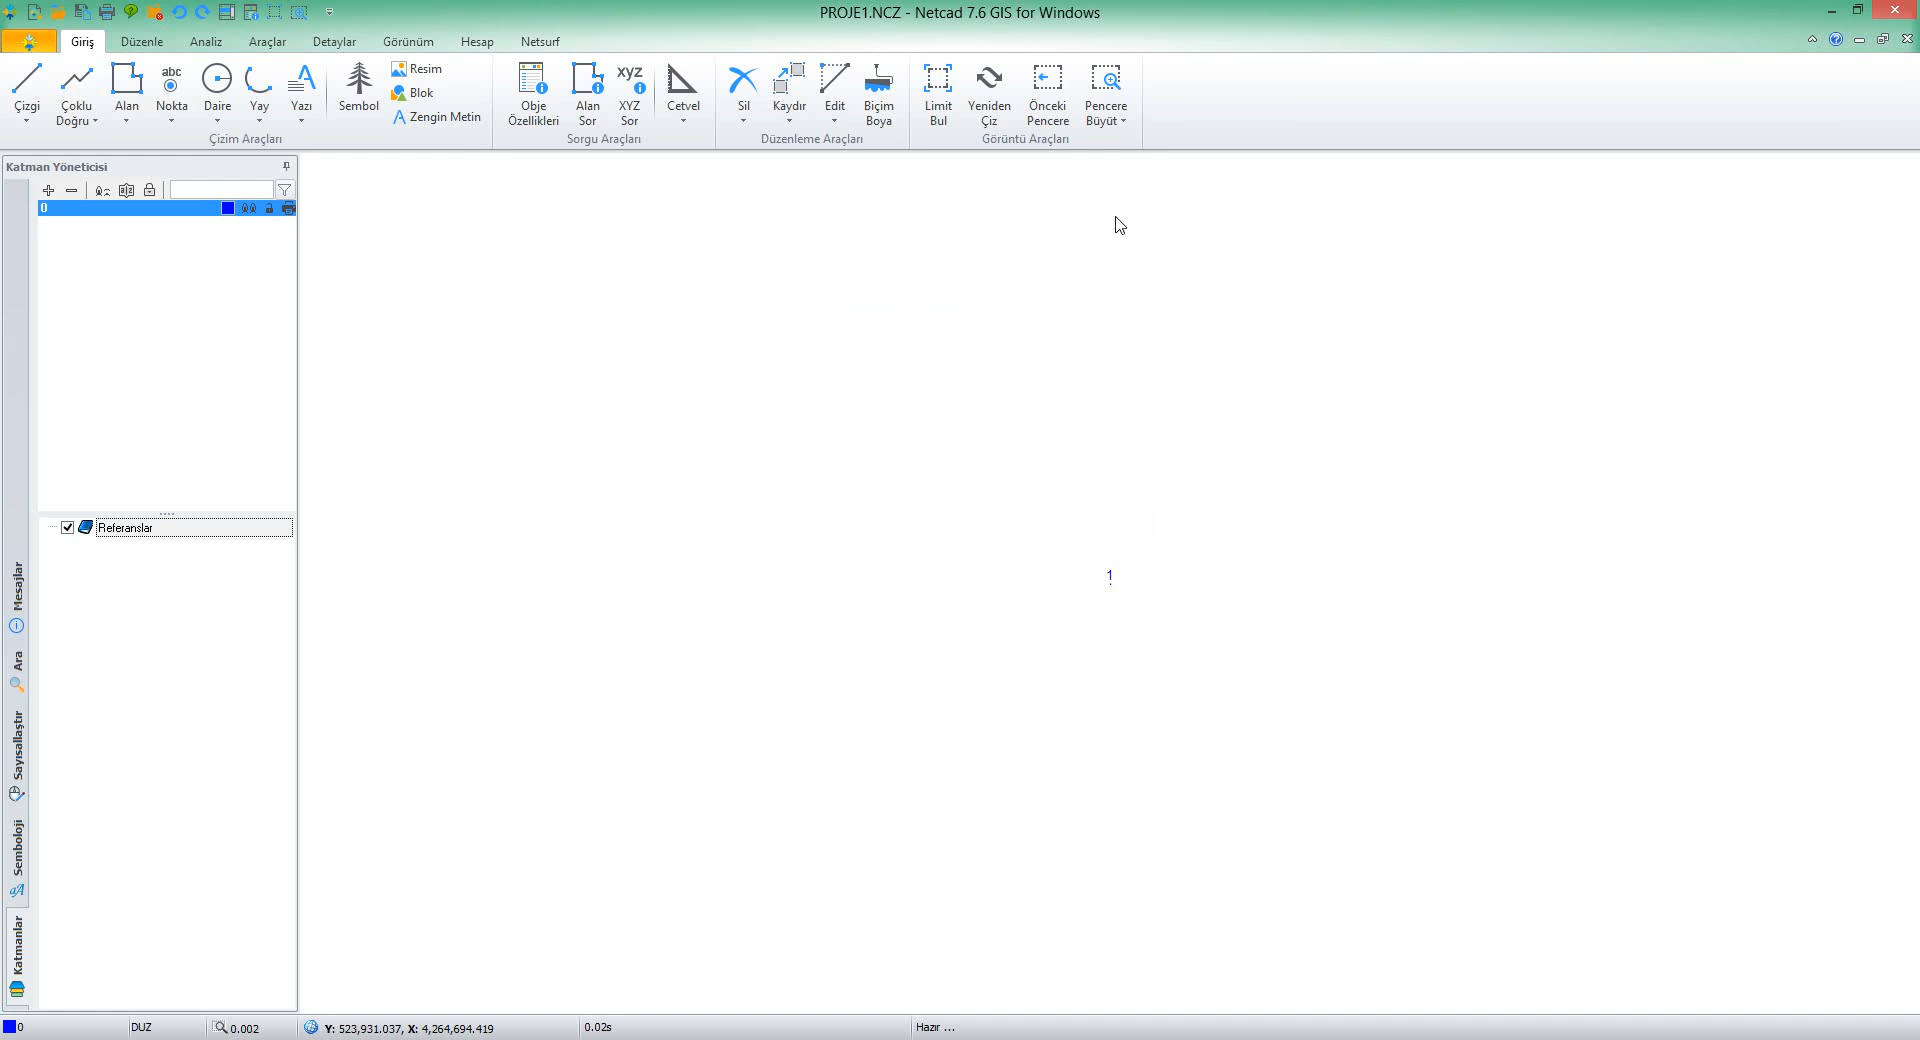 PROJE1.NCZ - Netcad 7.6 GIS for Windows
Giriş Düzenle Analiz Araçlar Detaylar Görünüm Hesap Netsurf
Çizgi
Çoklu
Doğru
Alan
abc
Nokta
Daire
Yay
Yazı
Sembol
Resim
Blok
Zengin Metin
Çizim Araçları
Obje
Özellikleri
Alan
Sor
XYZ
XYZ
Sor
Cetvel
Sorgu Araçları
Sil
Kaydır
Edit
Biçim
Boya
Düzenleme Araçları
Limit
Bul
Yeniden
Çiz
Önceki
Pencere
Pencere
Büyüt
Görüntü Araçları
Katman Yöneticisi
0
Referanslar
Mesajlar
Ara
Sayısallaştır
Semboloji
aA
Katmanlar
1
0 DUZ 0.002 Y: 523,931.037, X: 4,264,694.419 0.02s Hazır ...